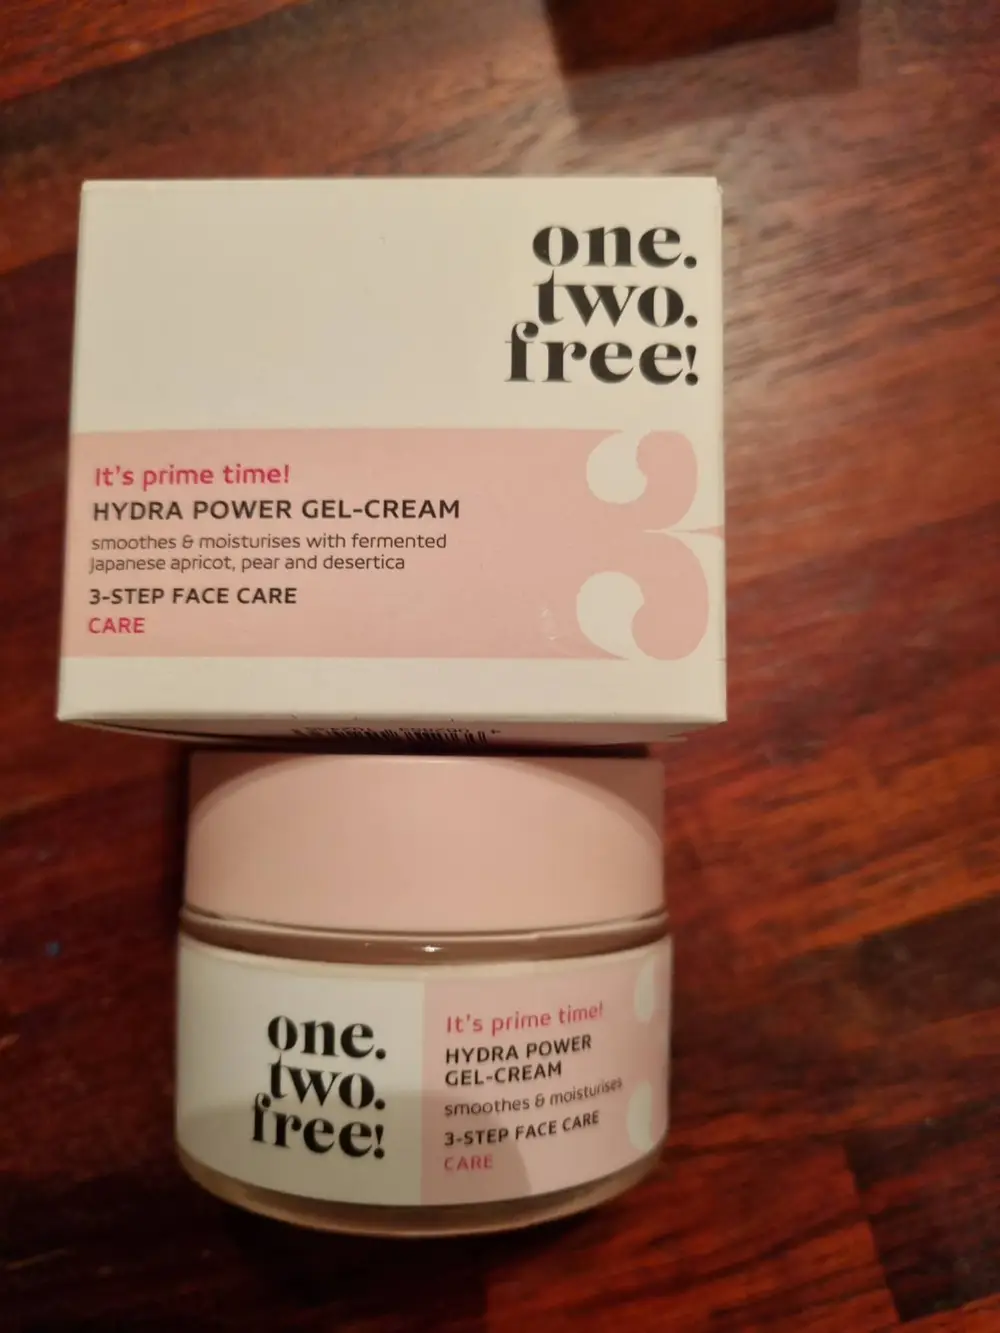 one.
two.
free!
It's prime time!
HYDRA POWER GEL-CREAM
smoothes & moisturises with fermented
Japanese apricot, pear and desertica
3-STEP FACE CARE
CARE
3
one.
two.
free!
It's prime time!
HYDRA POWER
GEL-CREAM
smoothes & moisturises
3-STEP FACE CARE
CARE